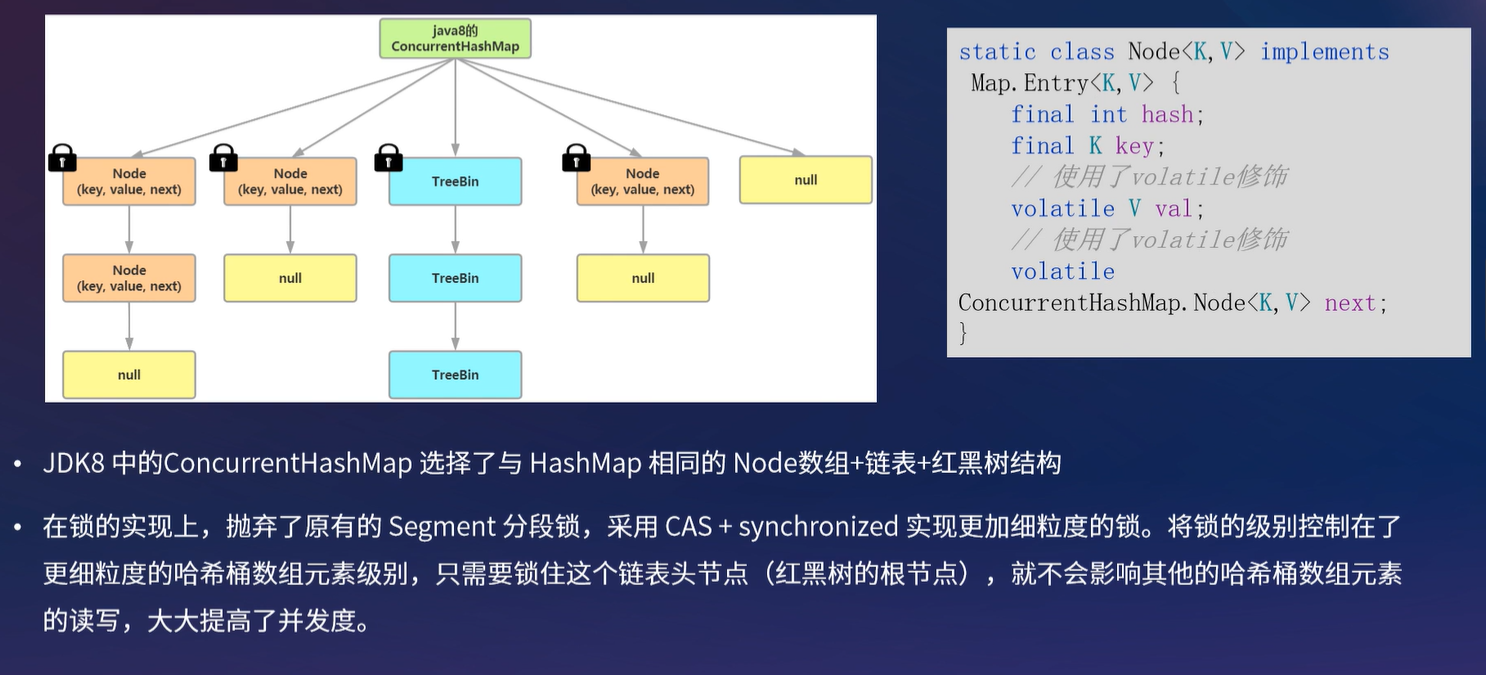 java8的
ConcurrentHashMap
Node
(key, value, next)
Node
(key, value, next)
TreeBin
Node
(key, value, next)
null
Node
(key, value, next)
null
TreeBin
null
null
TreeBin
static class Node<K,V> implements
Map.Entry<K,V> {
final int hash;
final K key;
// 使用了volatile修饰
volatile V val;
// 使用了volatile修饰
volatile
ConcurrentHashMap.Node<K,V> next;
}
• JDK8 中的ConcurrentHashMap 选择了与 HashMap 相同的 Node数组+链表+红黑树结构
• 在锁的实现上，抛弃了原有的 Segment 分段锁，采用 CAS + synchronized 实现更加细粒度的锁。将锁的级别控制在了
更细粒度的哈希桶数组元素级别，只需要锁住这个链表头节点（红黑树的根节点），就不会影响其他的哈希桶数组元素
的读写，大大提高了并发度。